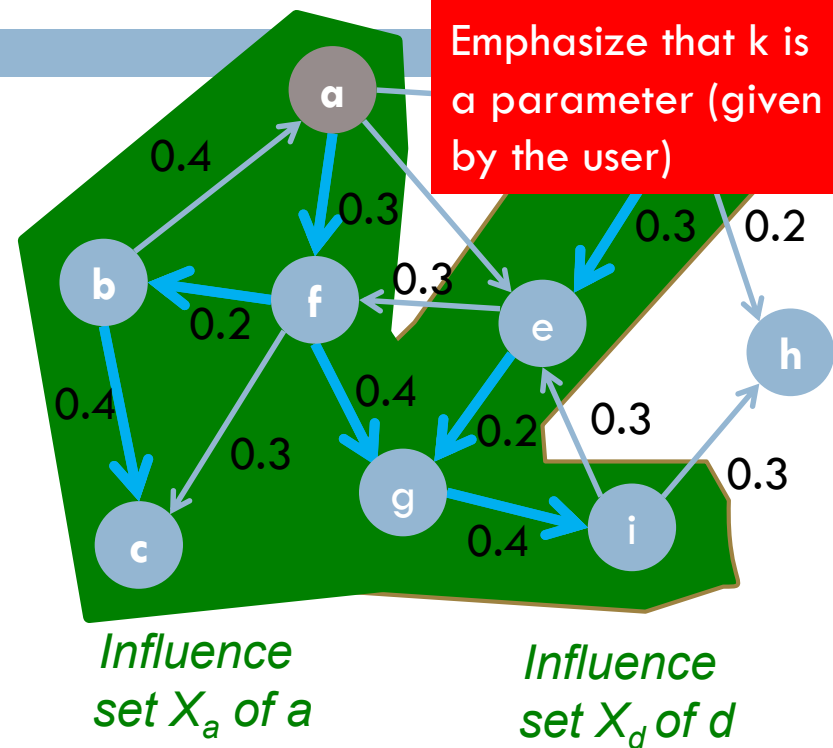 Emphasize that k is
a parameter (given
by the user)
a
0.4
0.3
0.3
0.2
b
f
0.3
e
0.2
h
0.4
0.4
0.2
0.3
0.3
0.3
g
c
i
0.4
Influence
set Xₐ of a
Influence
set X_d of d